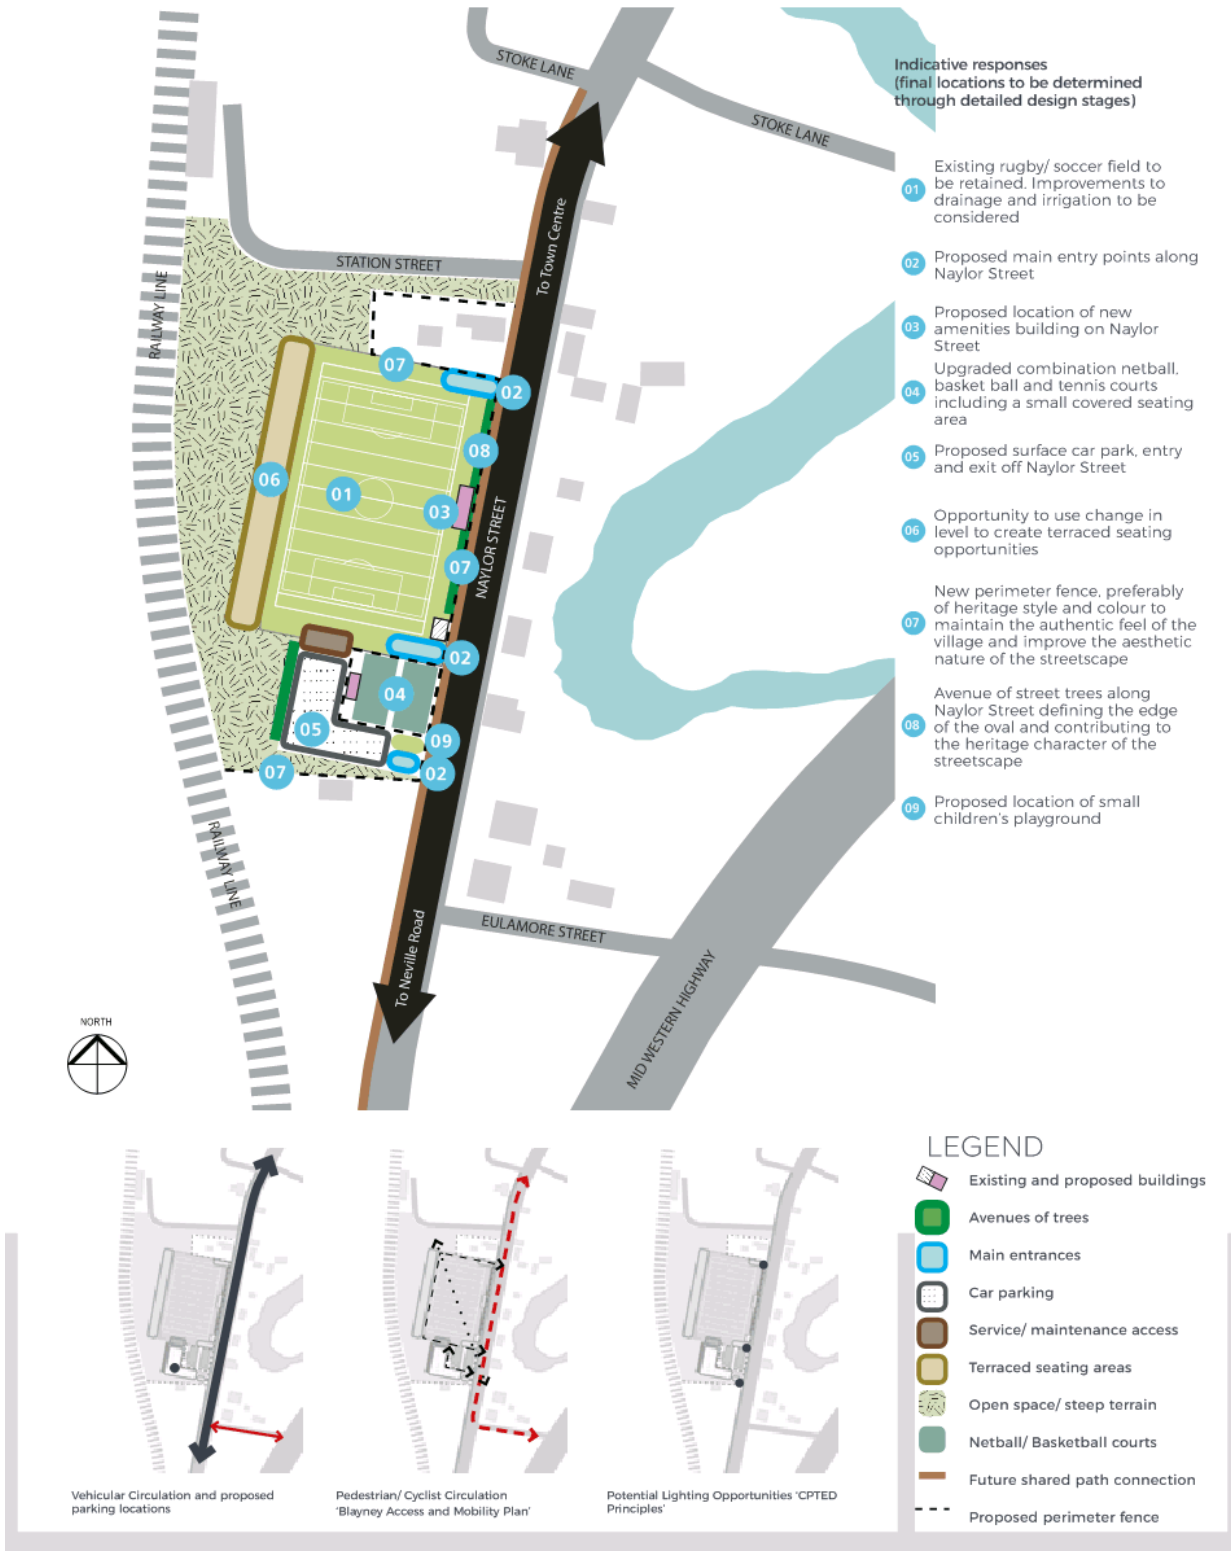 STOKE LANE
STOKE LANE
Indicative responses
(final locations to be determined
through detailed design stages)
01
Existing rugby/ soccer field to
be retained. Improvements to
drainage and irrigation to be
considered
02
Proposed main entry points along
Naylor Street
03
Proposed location of new
amenities building on Naylor
Street
04
Upgraded combination netball,
basket ball and tennis courts
including a small covered seating
area
05
Proposed surface car park, entry
and exit off Naylor Street
06
Opportunity to use change in
level to create terraced seating
opportunities
07
New perimeter fence, preferably
of heritage style and colour to
maintain the authentic feel of the
village and improve the aesthetic
nature of the streetscape
08
Avenue of street trees along
Naylor Street defining the edge
of the oval and contributing to
the heritage character of the
streetscape
09
Proposed location of small
children's playground
To Town Centre
STATION STREET
RAILWAY LINE
07
02
08
06
01
03
NAYLOR STREET
07
02
04
05
09
07
02
RAILWAY LINE
To Neville Road
EULAMORE STREET
MID WESTERN HIGHWAY
NORTH
Vehicular Circulation and proposed
parking locations
Pedestrian/ Cyclist Circulation
'Blayney Access and Mobility Plan'
Potential Lighting Opportunities 'CPTED
Principles'
LEGEND
Existing and proposed buildings
Avenues of trees
Main entrances
Car parking
Service/ maintenance access
Terraced seating areas
Open space/ steep terrain
Netball/ Basketball courts
Future shared path connection
Proposed perimeter fence